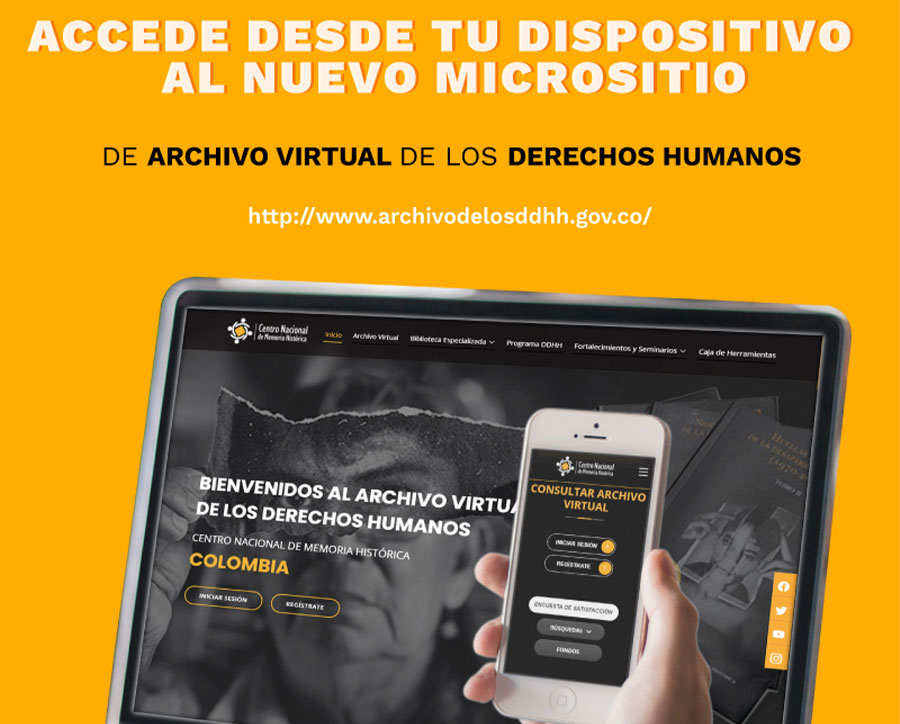 ACCEDE DESDE TU DISPOSITIVO
AL NUEVO MICROSITIO
DE ARCHIVO VIRTUAL DE LOS DERECHOS HUMANOS
http://www.archivodelosddhh.gov.co/
Centro Nacional
de Memoria Histórica
Inicio
Archivo Virtual
Biblioteca Especializada
Programa DDHH
Fortalecimientos y Seminarios
Caja de Herramientas
BIENVENIDOS AL ARCHIVO VIRTUA
DE LOS DERECHOS HUMANOS
CENTRO NACIONAL DE MEMORIA HISTÓRICA
COLOMBIA
INICIAR SESIÓN
REGÍSTRATE
Centro Nacional
de Memoria Histórica
CONSULTAR ARCHIVO
VIRTUAL
INICIAR SESIÓN
REGÍSTRATE
ENCUESTA DE SATISFACCIÓN
BÚSQUEDAS
FONDOS
TOMO II